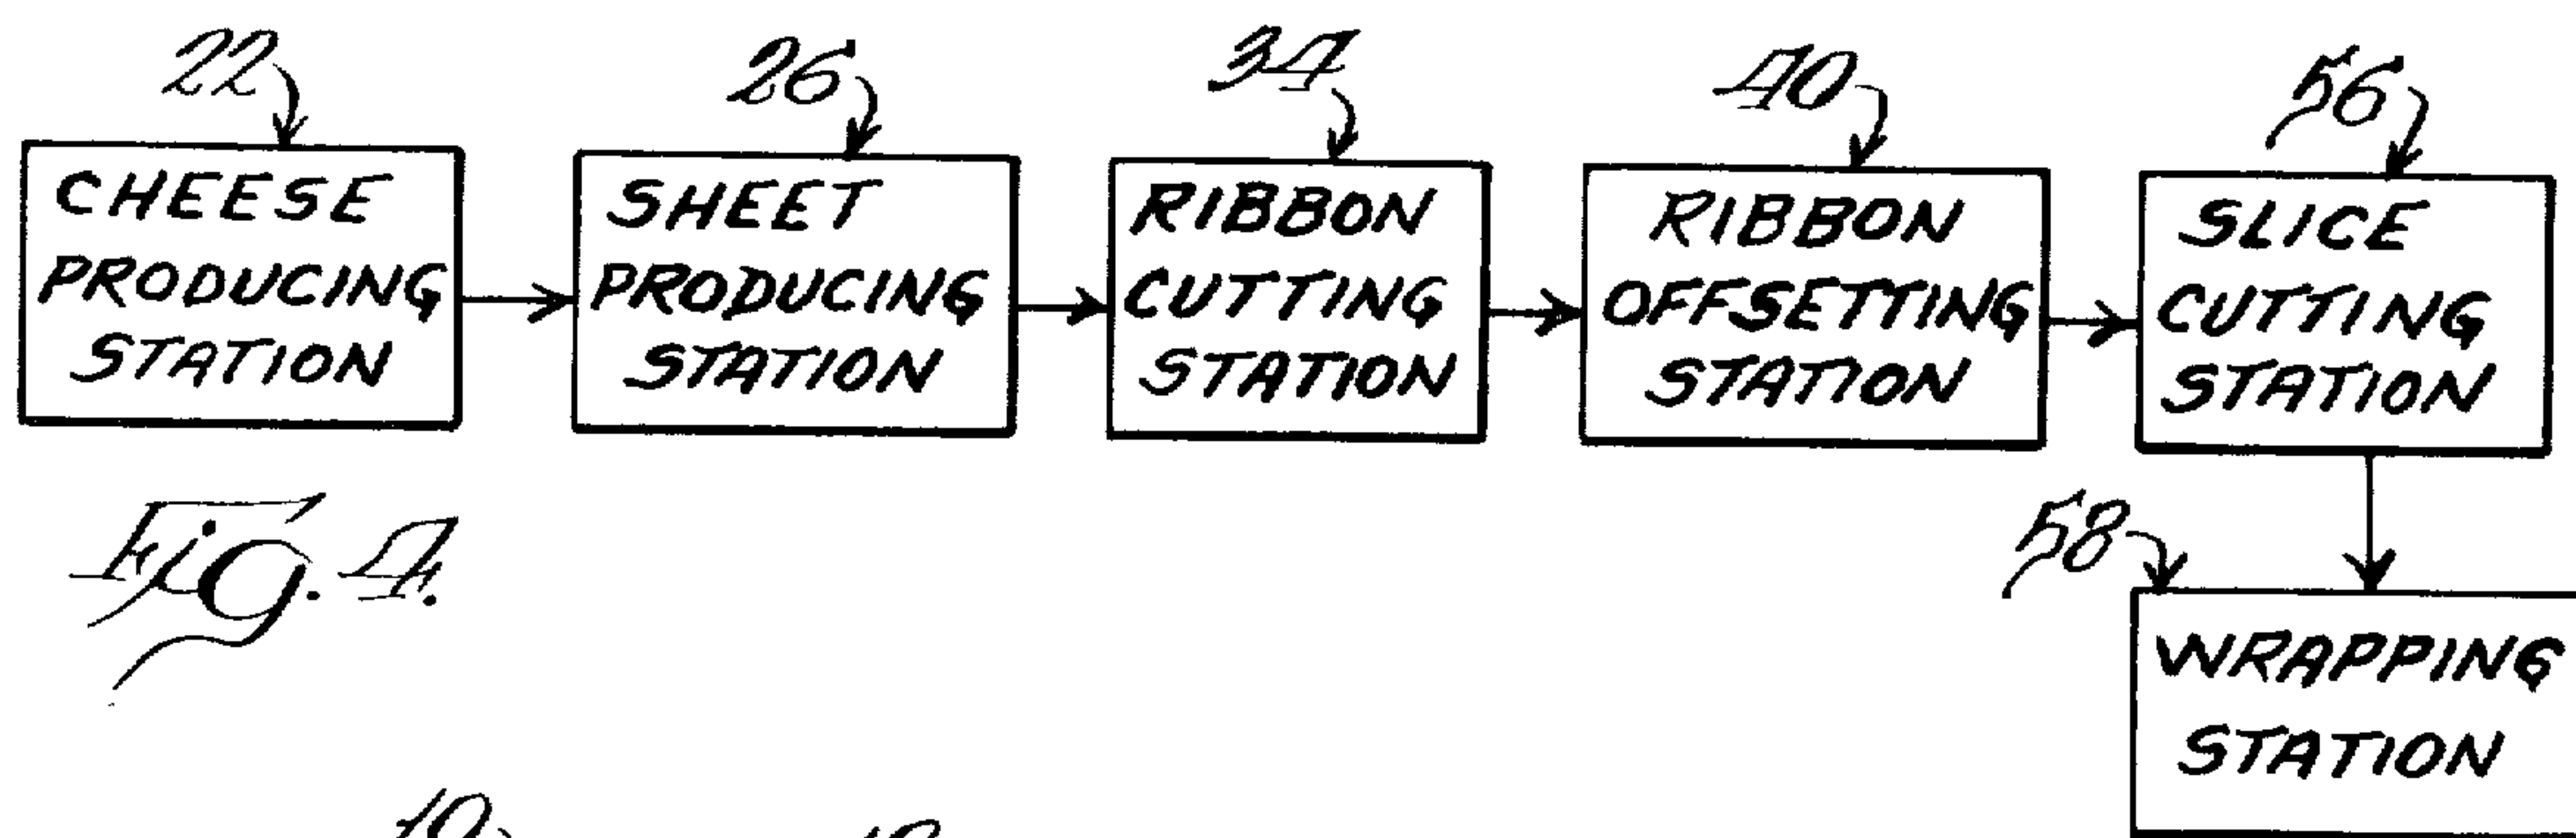 22
26
34
40
56
CHEESE
PRODUCING
STATION
SHEET
PRODUCING
STATION
RIBBON
CUTTING
STATION
RIBBON
OFFSETTING
STATION
SLICE
CUTTING
STATION
Fig. 4.
58
WRAPPING
STATION